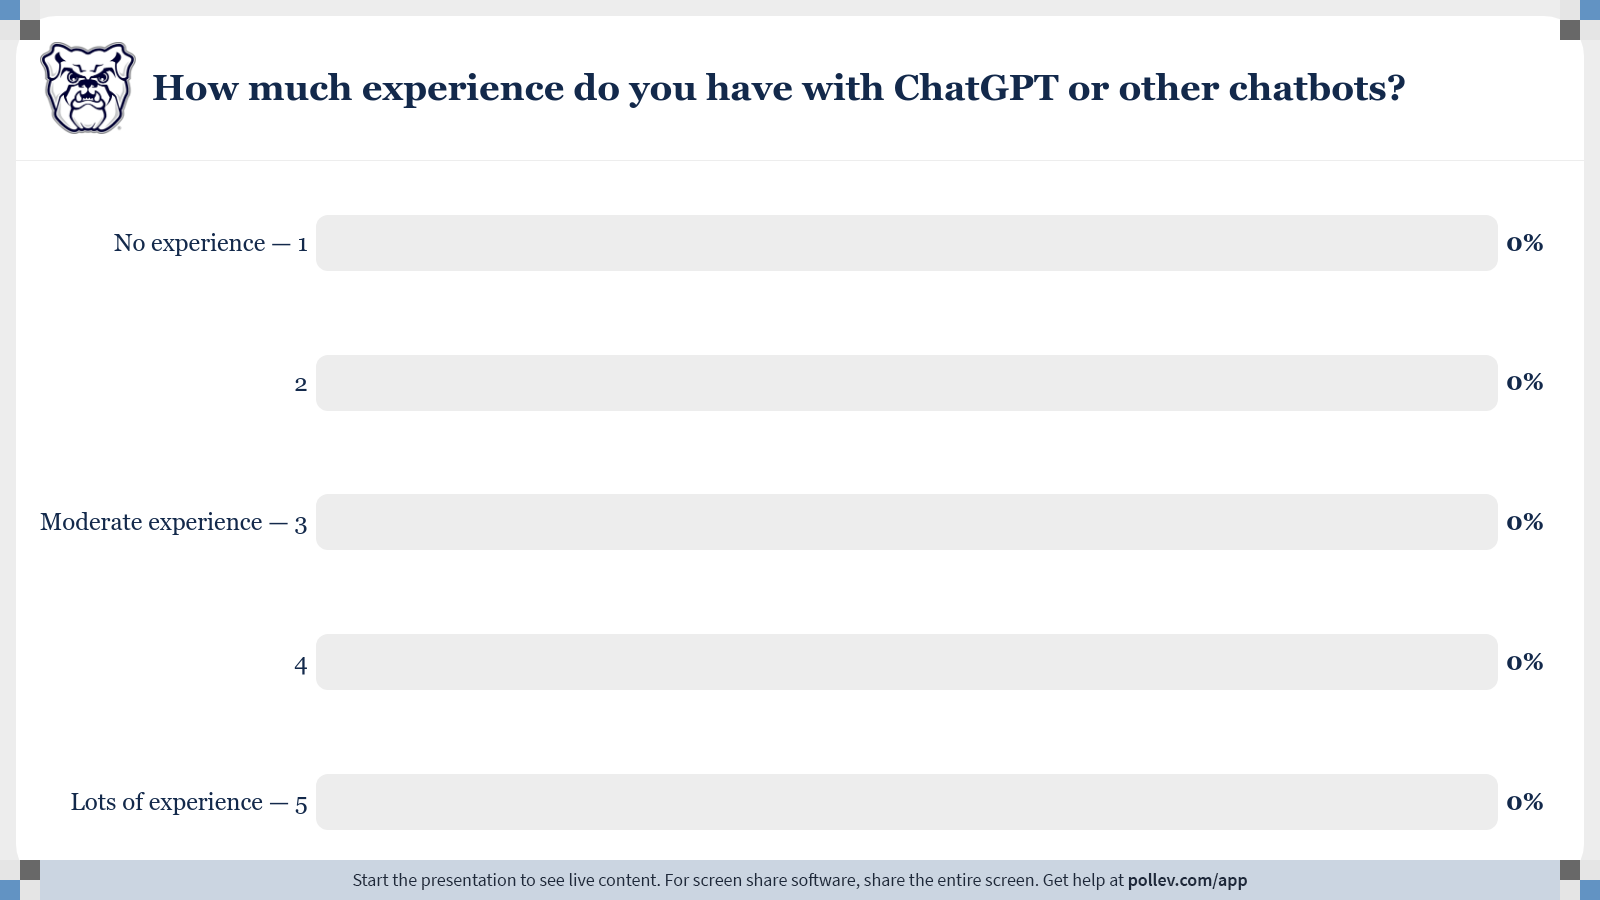 How much experience do you have with ChatGPT or other chatbots?
No experience — 1
0%
2
0%
Moderate experience — 3
0%
4
0%
Lots of experience — 5
0%
Start the presentation to see live content. For screen share software, share the entire screen. Get help at pollev.com/app